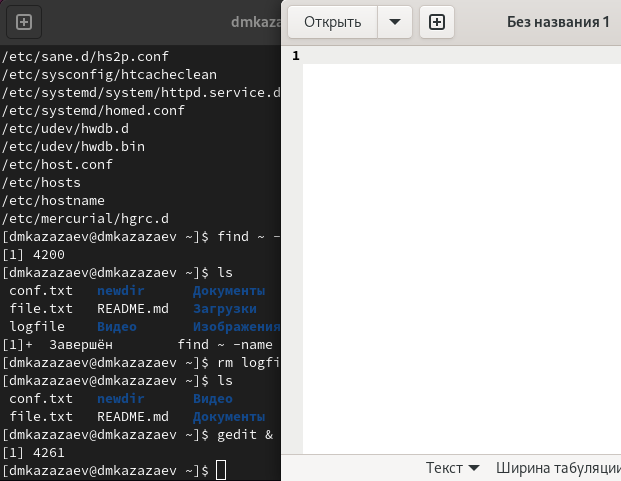 dmkaza
Открыть
Без названия 1
1
/etc/sane.d/hs2p.conf
/etc/sysconfig/htcacheclean
/etc/systemd/system/httpd.service.d
/etc/systemd/homed.conf
/etc/udev/hwdb.d
/etc/udev/hwdb.bin
/etc/host.conf
/etc/hosts
/etc/hostname
/etc/mercurial/hgrc.d
[dmkazazaev@dmkazazaev ~]$ find ~ -
[1] 4200
[dmkazazaev@dmkazazaev ~]$ ls
conf.txt newdir Документы
file.txt README.md Загрузки
logfile Видео Изображения
[1]+ Завершён find ~ -name
[dmkazazaev@dmkazazaev ~]$ rm logfi
[dmkazazaev@dmkazazaev ~]$ ls
conf.txt newdir Видео
file.txt README.md Документы
[dmkazazaev@dmkazazaev ~]$ gedit &
[1] 4261
[dmkazazaev@dmkazazaev ~]$
Текст Ширина табуляции